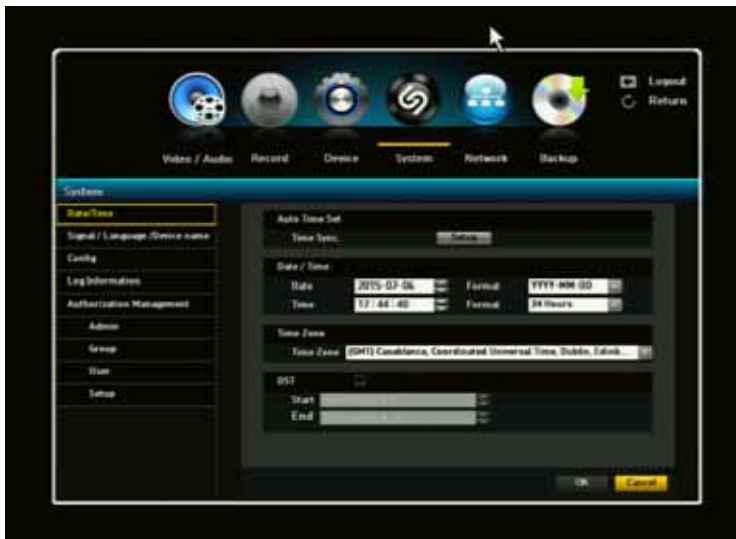 Logout
Return
Video / Audio Record Device System Network Backup
System
Date/Time
Signal / Language /Device name
Config
Log Information
Authorization Management
Admin
Group
User
Setup
Auto Time Set
Time Sync. Setup
Date / Time
Date 2015-07-06 Format YYYY-MM-DD
Time 17:44:40 Format 24 Hours
Time Zone
Time Zone (GMT) Casablanca, Coordinated Universal Time, Dublin, Edinb...
DST
Start
End
OK Cancel